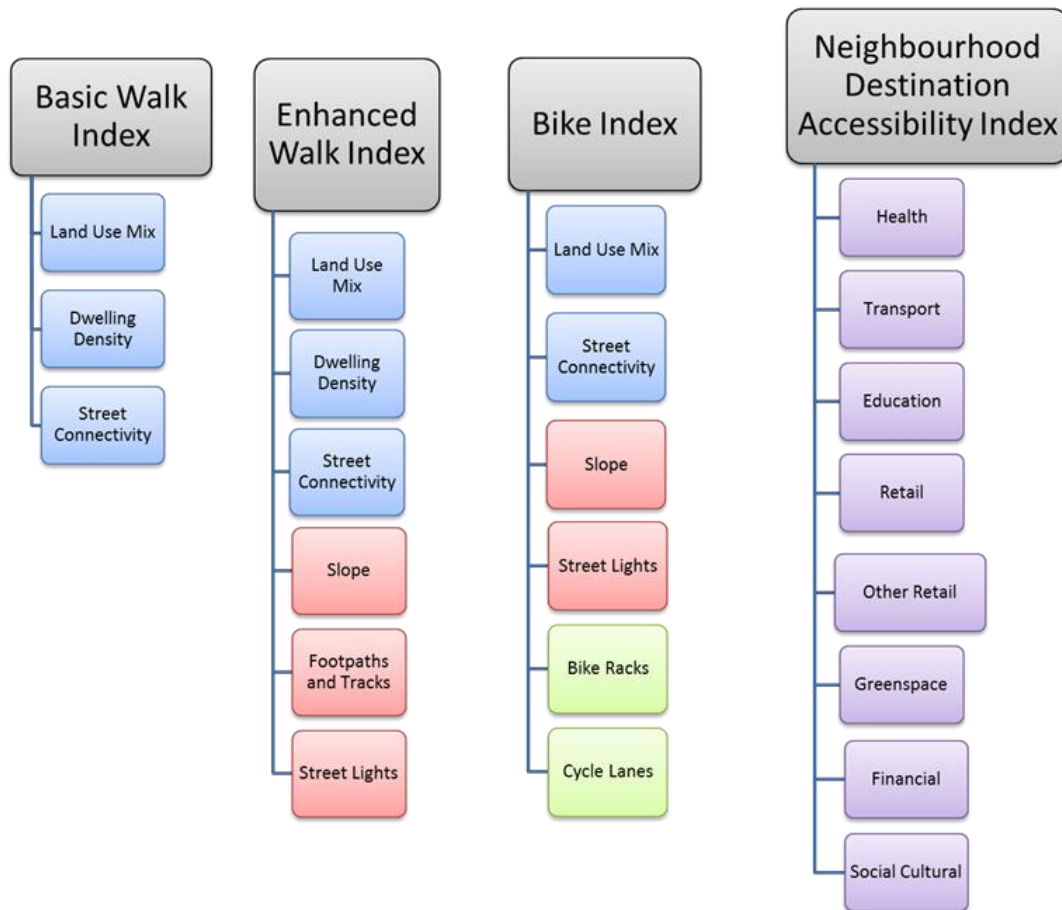 Basic Walk
Index
Land Use Mix
Dwelling
Density
Street
Connectivity
Enhanced
Walk Index
Land Use
Mix
Dwelling
Density
Street
Connectivity
Slope
Footpaths
and Tracks
Street Lights
Bike Index
Land Use Mix
Street
Connectivity
Slope
Street Lights
Bike Racks
Cycle Lanes
Neighbourhood
Destination
Accessibility Index
Health
Transport
Education
Retail
Other Retail
Greenspace
Financial
Social Cultural